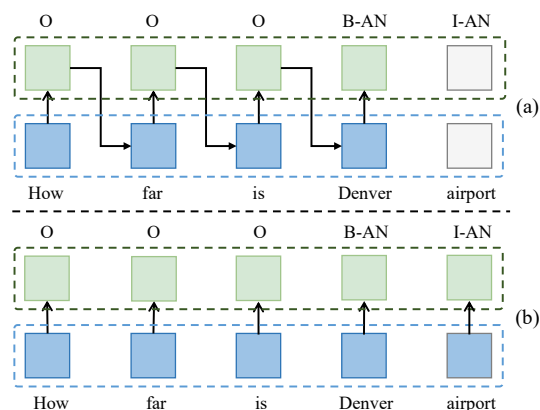 O O O B-AN I-AN
(a)
How far is Denver airport
O O O B-AN I-AN
(b)
How far is Denver airport